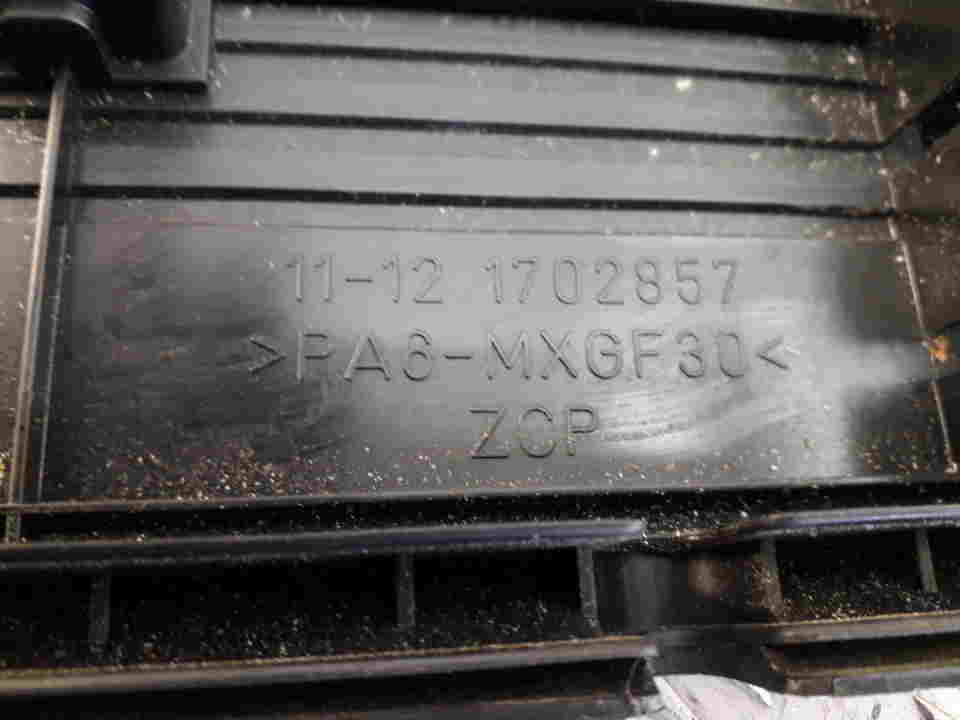 11-12 1702857
>PA6-MXGF30<
ZCP